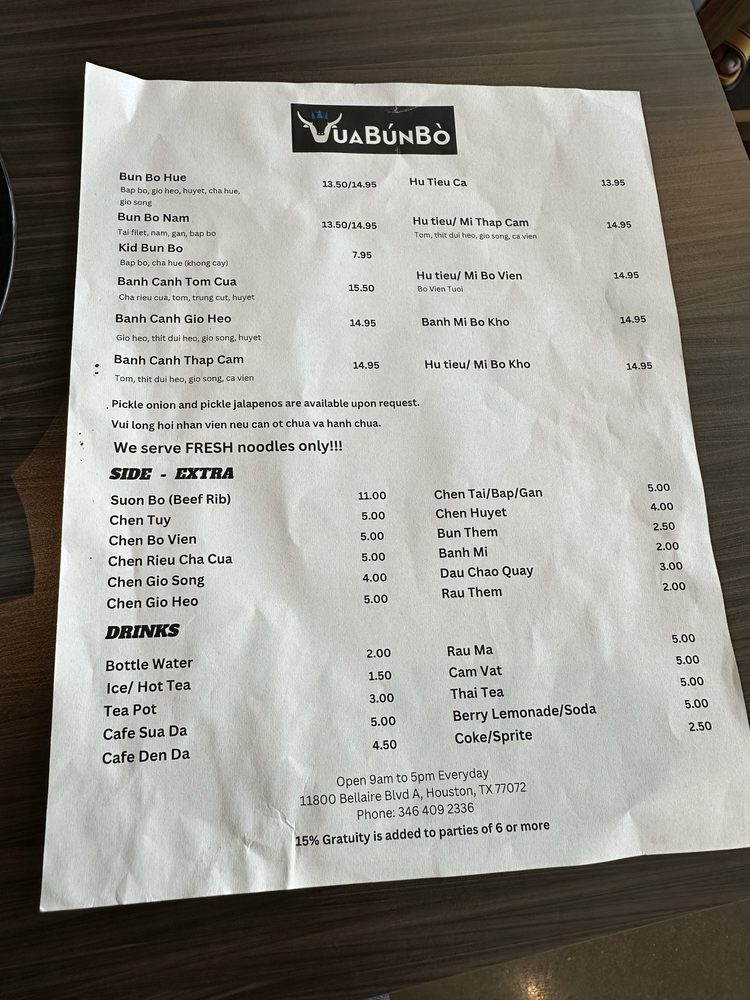 VUABÚNBÒ
Bun Bo Hue 13.50/14.95
Bap bo, gio heo, huyet, cha hue,
gio song
Bun Bo Nam 13.50/14.95
Tai filet, nam, gan, bap bo
Kid Bun Bo 7.95
Bap bo, cha hue (khong cay)
Banh Canh Tom Cua 15.50
Cha rieu cua, tom, trung cut, huyet
Banh Canh Gio Heo 14.95
Gio heo, thit dui heo, gio song, huyet
Banh Canh Thap Cam 14.95
Tom, thit dui heo, gio song, ca vien
Hu Tieu Ca 13.95
Hu tieu/ Mi Thap Cam 14.95
Tom, thit dui heo, gio song, ca vien
Hu tieu/ Mi Bo Vien 14.95
Bo Vien Tuoi
Banh Mi Bo Kho 14.95
Hu tieu/ Mi Bo Kho 14.95
Pickle onion and pickle jalapenos are available upon request.
Vui long hoi nhan vien neu can ot chua va hanh chua.
We serve FRESH noodles only!!!
SIDE - EXTRA
Suon Bo (Beef Rib) 11.00
Chen Tuy 5.00
Chen Bo Vien 5.00
Chen Rieu Cha Cua 5.00
Chen Gio Song 4.00
Chen Gio Heo 5.00
Chen Tai/Bap/Gan 5.00
Chen Huyet 4.00
Bun Them 2.50
Banh Mi 2.00
Dau Chao Quay 3.00
Rau Them 2.00
DRINKS
Bottle Water 2.00
Ice/ Hot Tea 1.50
Tea Pot 3.00
Cafe Sua Da 5.00
Cafe Den Da 4.50
Rau Ma 5.00
Cam Vat 5.00
Thai Tea 5.00
Berry Lemonade/Soda 5.00
Coke/Sprite 2.50
Open 9am to 5pm Everyday
11800 Bellaire Blvd A, Houston, TX 77072
Phone: 346 409 2336
15% Gratuity is added to parties of 6 or more